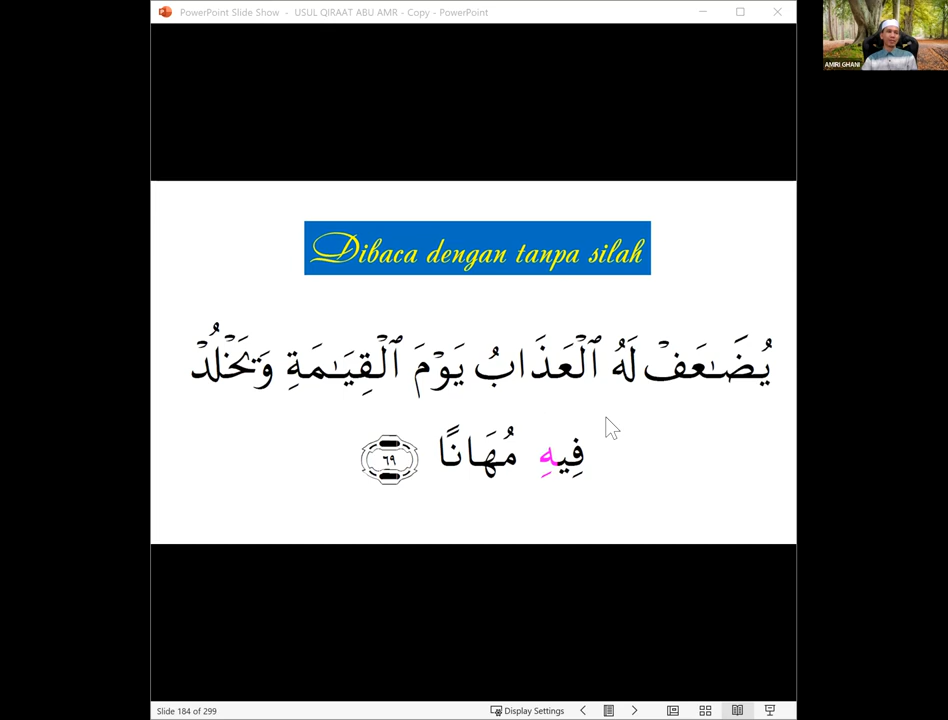 PowerPoint Slide Show - USUL QIRAAT ABU AMR - Copy - PowerPoint
AMIRI GHANI
Dibaca dengan tanpa silah
يُضَٰعَفْ لَهُ ٱلْعَذَابُ يَوْمَ ٱلْقِيَٰمَةِ وَيَخْلُدْ
فِيهِ مُهَانًا ٦٩
Slide 184 of 299
Display Settings